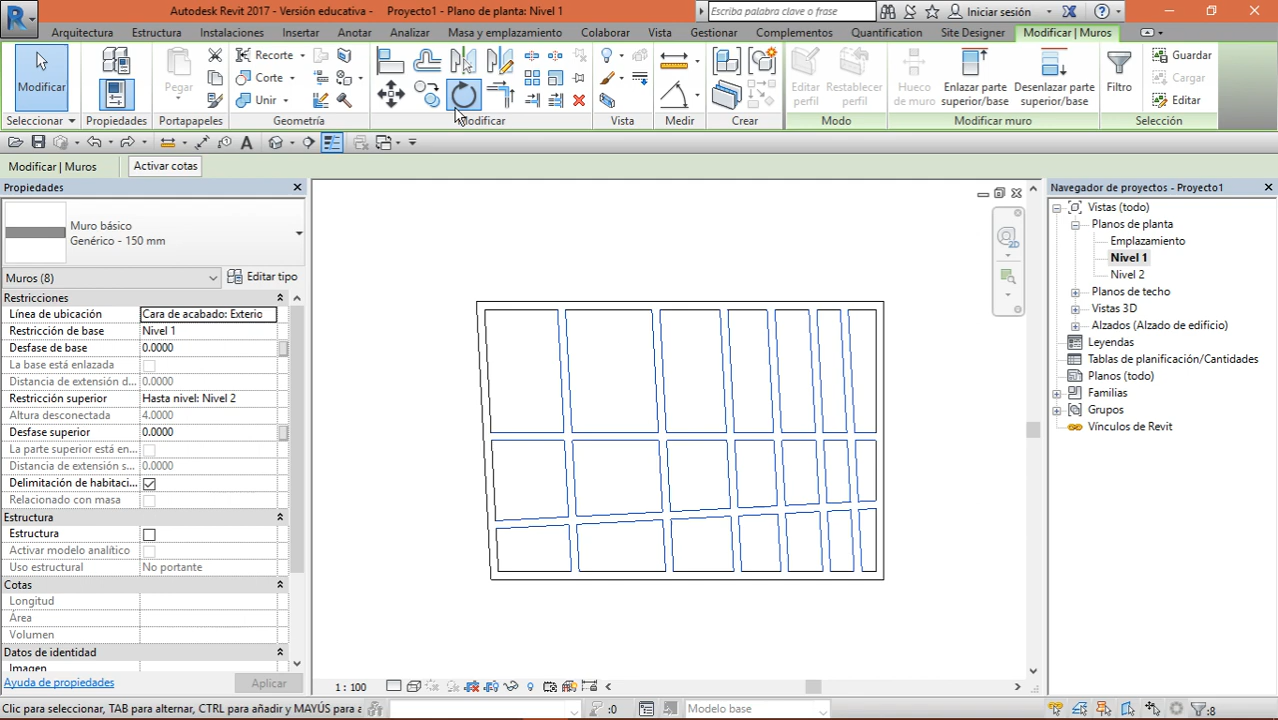 Autodesk Revit 2017 - Versión educativa -    Proyecto1 - Plano de planta: Nivel 1
Escriba palabra clave o frase
Iniciar sesión
Arquitectura Estructura Instalaciones Insertar Anotar Analizar Masa y emplazamiento Colaborar Vista Gestionar Complementos Quantification Site Designer Modificar | Muros
Modificar
Pegar
Recorte
Corte
Unir
Editar perfil
Restablecer perfil
Hueco de muro
Enlazar parte superior/base
Desenlazar parte superior/base
Filtro
Guardar
Cargar
Editar
Seleccionar Propiedades Portapapeles Geometría Modificar Vista Medir Crear Modo Modificar muro Selección
Modificar | Muros
Activar cotas
Propiedades
Muro básico
Genérico - 150 mm
Muros (8)
Editar tipo
Restricciones
Línea de ubicación Cara de acabado: Exterio
Restricción de base Nivel 1
Desfase de base 0.0000
La base está enlazada
Distancia de extensión d... 0.0000
Restricción superior Hasta nivel: Nivel 2
Altura desconectada 4.0000
Desfase superior 0.0000
La parte superior está en...
Distancia de extensión s... 0.0000
Delimitación de habitaci...
Relacionado con masa
Estructura
Estructura
Activar modelo analítico
Uso estructural No portante
Cotas
Longitud
Área
Volumen
Datos de identidad
Imagen
Ayuda de propiedades
Aplicar
2D
Navegador de proyectos - Proyecto1
Vistas (todo)
Planos de planta
Emplazamiento
Nivel 1
Nivel 2
Planos de techo
Vistas 3D
Alzados (Alzado de edificio)
Leyendas
Tablas de planificación/Cantidades
Planos (todo)
Familias
Grupos
Vínculos de Revit
1 : 100
Clic para seleccionar, TAB para alternar, CTRL para añadir y MAYÚS para a
:0
Modelo base
:8